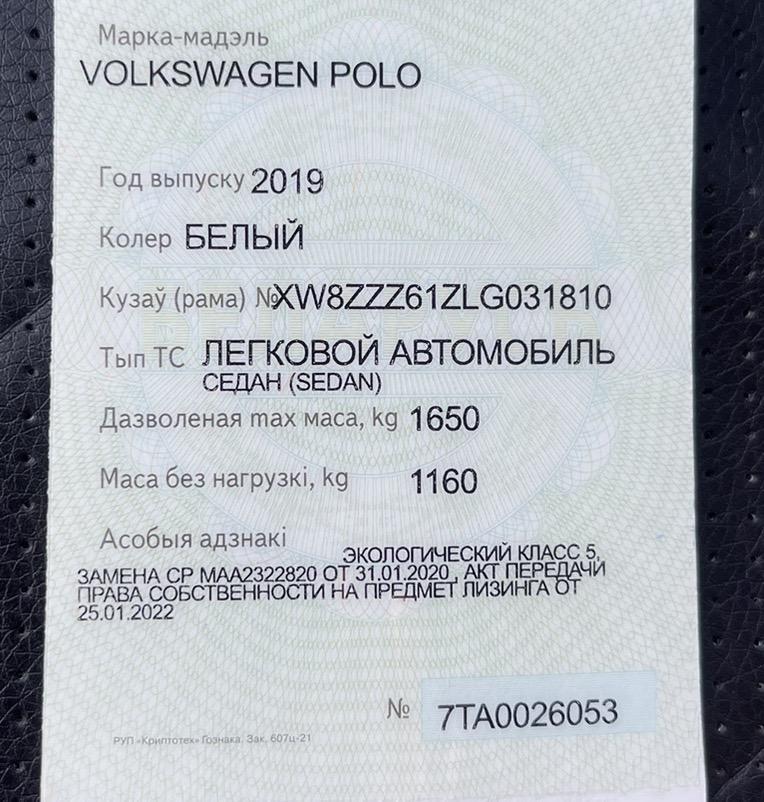 Марка-мадэль
VOLKSWAGEN POLO
Год выпуску 2019
Колер БЕЛЫЙ
Кузаў (рама) №XW8ZZZ61ZLG031810
Тып ТС ЛЕГКОВОЙ АВТОМОБИЛЬ
СЕДАН (SEDAN)
Дазволеная max маса, kg 1650
Маса без нагрузкі, kg 1160
Асобыя адзнакі
ЭКОЛОГИЧЕСКИЙ КЛАСС 5,
ЗАМЕНА СР МАА2322820 ОТ 31.01.2020 , АКТ ПЕРЕДАЧИ
ПРАВА СОБСТВЕННОСТИ НА ПРЕДМЕТ ЛИЗИНГА ОТ
25.01.2022
№ 7TA0026053
РУП «Криптотех» Гознака. Зак. 607ц-21